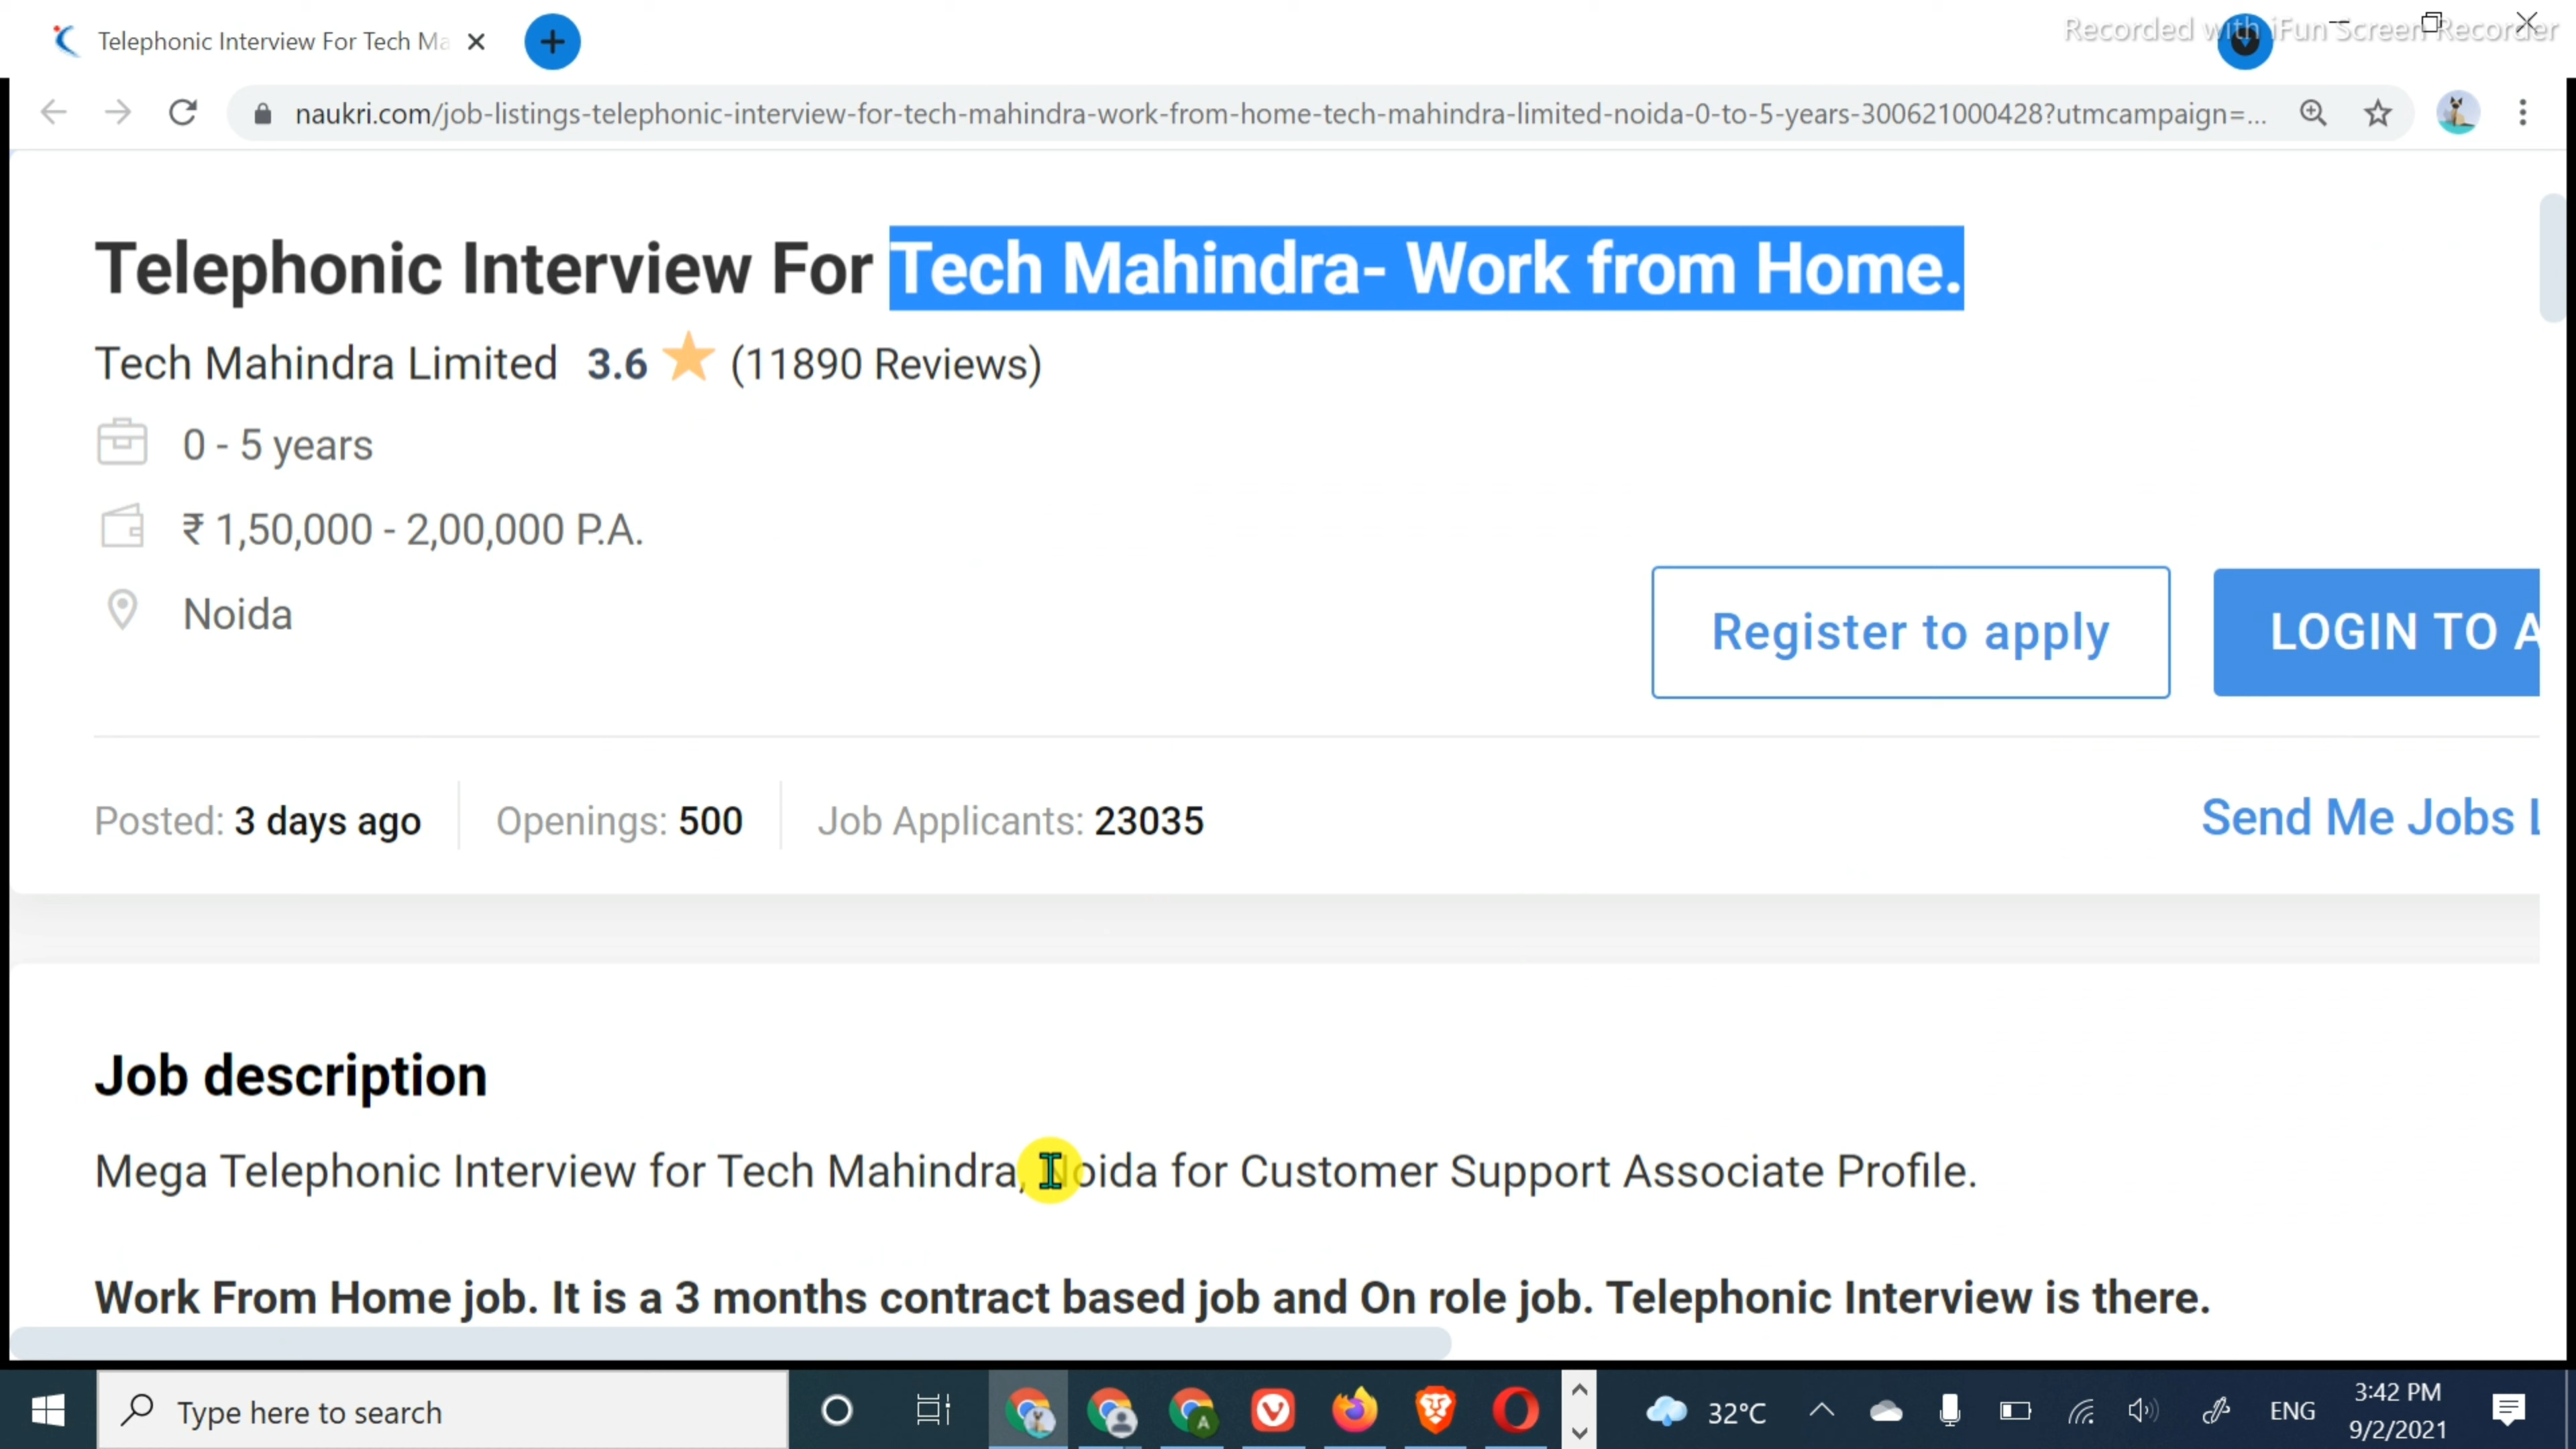 Telephonic Interview For Tech Ma
Recorded with iFun Screen Recorder
naukri.com/job-listings-telephonic-interview-for-tech-mahindra-work-from-home-tech-mahindra-limited-noida-0-to-5-years-300621000428?utmcampaign=...
Telephonic Interview For Tech Mahindra- Work from Home.
Tech Mahindra Limited 3.6 (11890 Reviews)
0 - 5 years
₹ 1,50,000 - 2,00,000 P.A.
Noida
Register to apply
LOGIN TO A
Posted: 3 days ago
Openings: 500
Job Applicants: 23035
Send Me Jobs L
Job description
Mega Telephonic Interview for Tech Mahindra, Noida for Customer Support Associate Profile.
Work From Home job. It is a 3 months contract based job and On role job. Telephonic Interview is there.
Type here to search
A
32°C
ENG
3:42 PM
9/2/2021